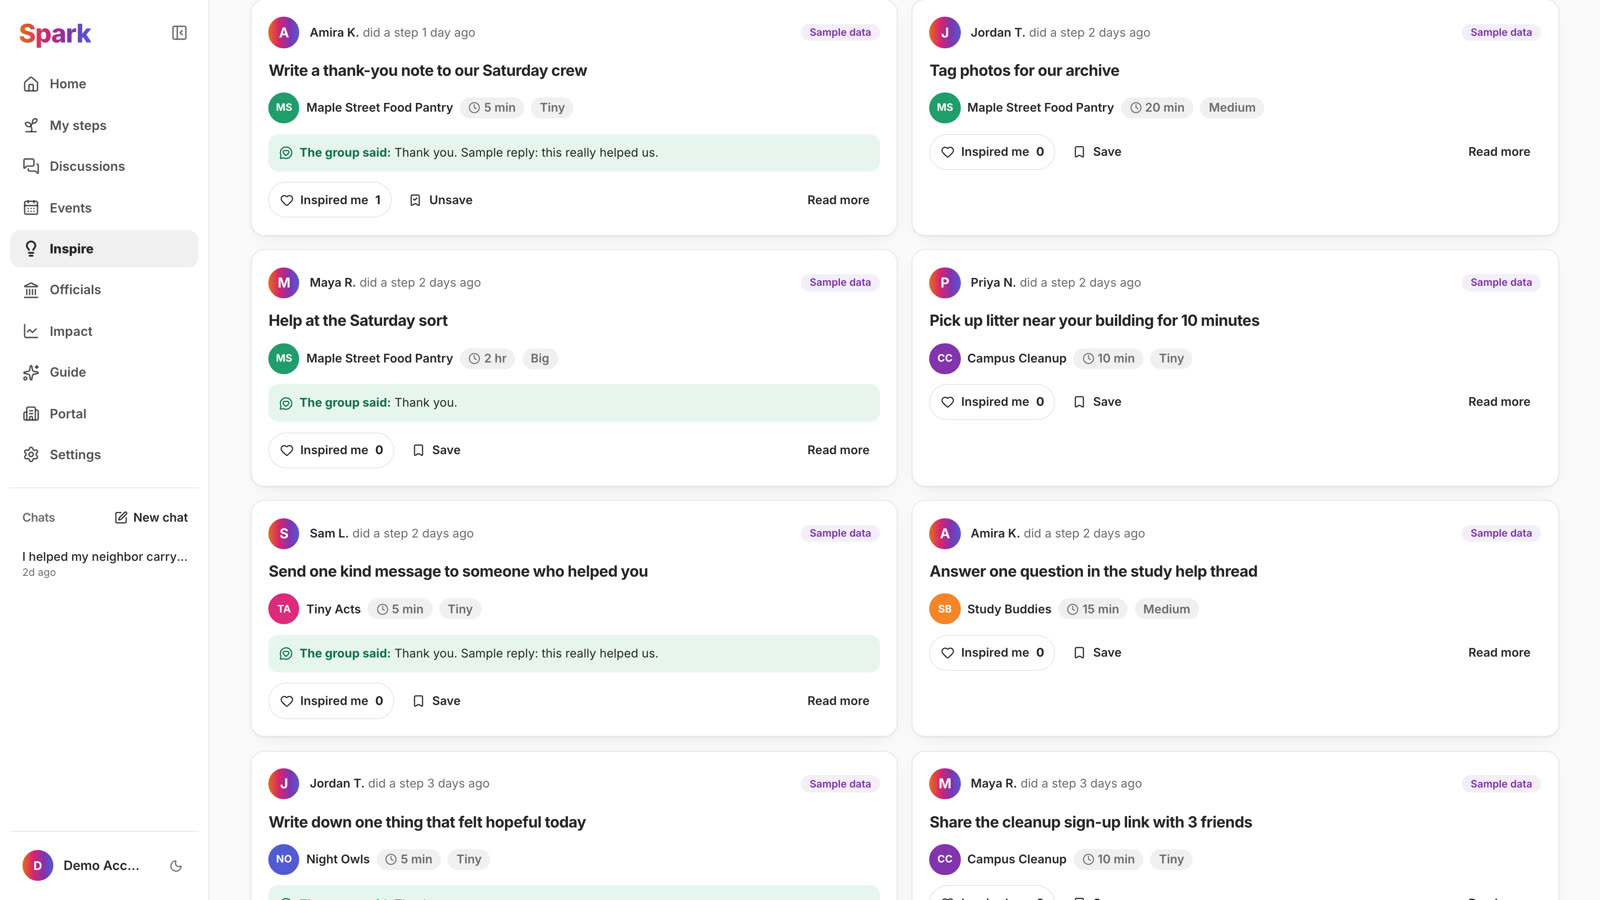 Spark
Home
My steps
Discussions
Events
Inspire
Officials
Impact
Guide
Portal
Settings
Chats
New chat
I helped my neighbor carry...
2d ago
D
Demo Acc...
A
Amira K. did a step 1 day ago
Sample data
Write a thank-you note to our Saturday crew
MS Maple Street Food Pantry 5 min Tiny
The group said: Thank you. Sample reply: this really helped us.
Inspired me 1 Unsave Read more
J
Jordan T. did a step 2 days ago
Sample data
Tag photos for our archive
MS Maple Street Food Pantry 20 min Medium
Inspired me 0 Save Read more
M
Maya R. did a step 2 days ago
Sample data
Help at the Saturday sort
MS Maple Street Food Pantry 2 hr Big
The group said: Thank you.
Inspired me 0 Save Read more
P
Priya N. did a step 2 days ago
Sample data
Pick up litter near your building for 10 minutes
CC Campus Cleanup 10 min Tiny
Inspired me 0 Save Read more
S
Sam L. did a step 2 days ago
Sample data
Send one kind message to someone who helped you
TA Tiny Acts 5 min Tiny
The group said: Thank you. Sample reply: this really helped us.
Inspired me 0 Save Read more
A
Amira K. did a step 2 days ago
Sample data
Answer one question in the study help thread
SB Study Buddies 15 min Medium
Inspired me 0 Save Read more
J
Jordan T. did a step 3 days ago
Sample data
Write down one thing that felt hopeful today
NO Night Owls 5 min Tiny
M
Maya R. did a step 3 days ago
Sample data
Share the cleanup sign-up link with 3 friends
CC Campus Cleanup 10 min Tiny